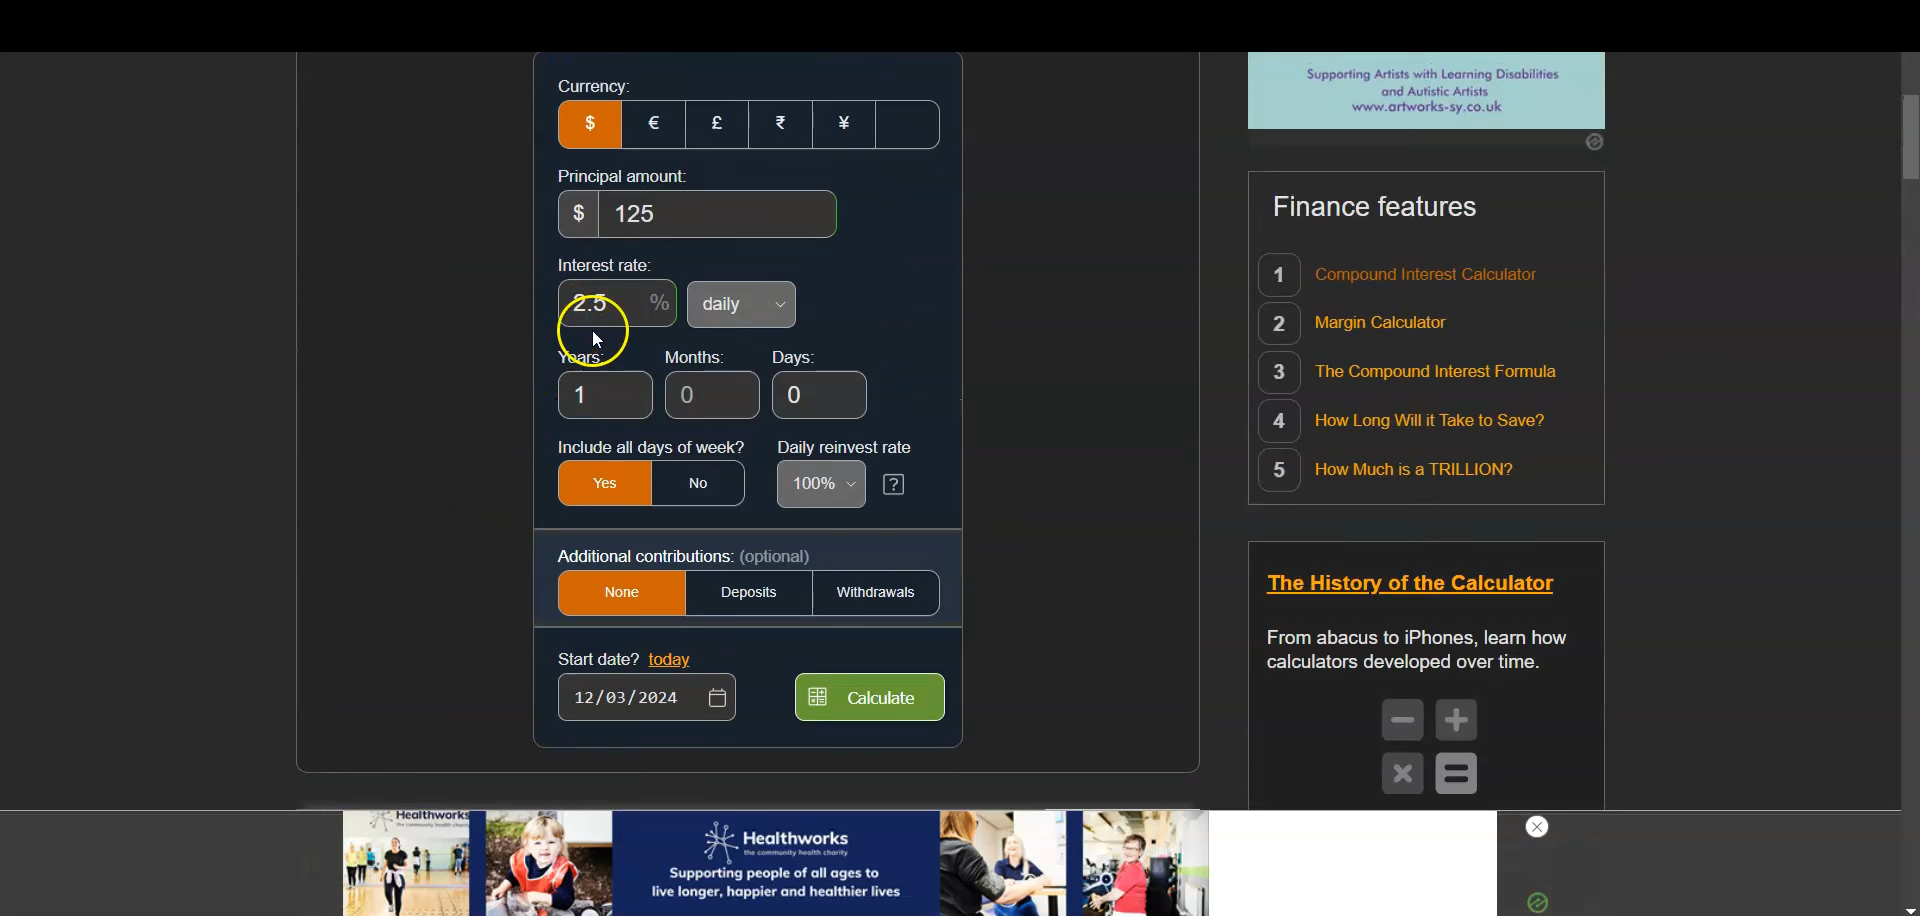 Currency:
$ € £ ₹ ¥
Principal amount:
$ 125
Interest rate:
2.5 % daily
Years: Months: Days:
1 0 0
Include all days of week? Daily reinvest rate
Yes No 100% ?
Additional contributions: (optional)
None Deposits Withdrawals
Start date? today
12/03/2024 Calculate
Supporting Artists with Learning Disabilities
and Autistic Artists
www.artworks-sy.co.uk
Finance features
1 Compound Interest Calculator
2 Margin Calculator
3 The Compound Interest Formula
4 How Long Will it Take to Save?
5 How Much is a TRILLION?
The History of the Calculator
From abacus to iPhones, learn how
calculators developed over time.
Healthworks
Healthworks
the community health charity
Supporting people of all ages to
live longer, happier and healthier lives